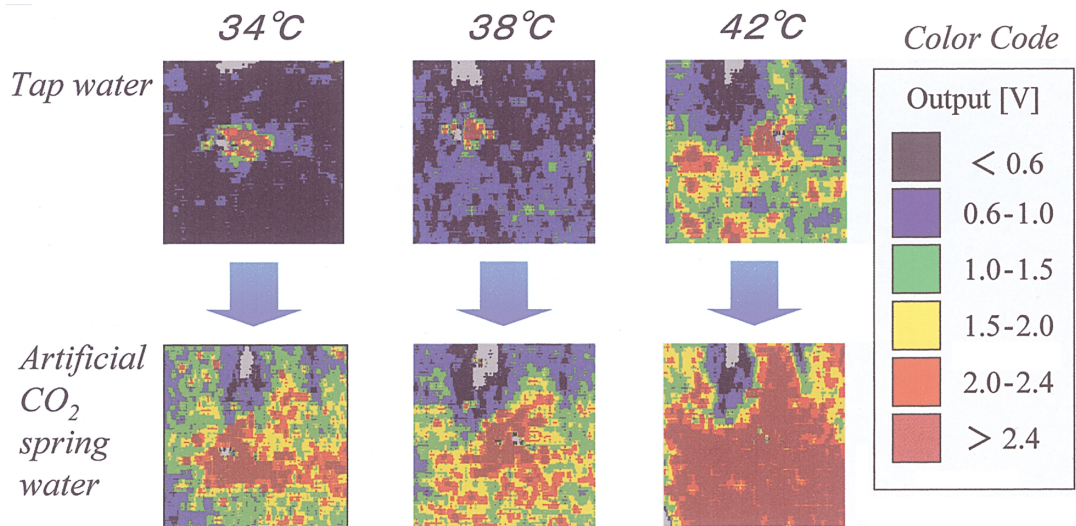 34°C 38°C 42°C
Color Code
Tap water
Output [V]
< 0.6
0.6-1.0
1.0-1.5
1.5-2.0
2.0-2.4
> 2.4
Artificial
CO₂
spring
water